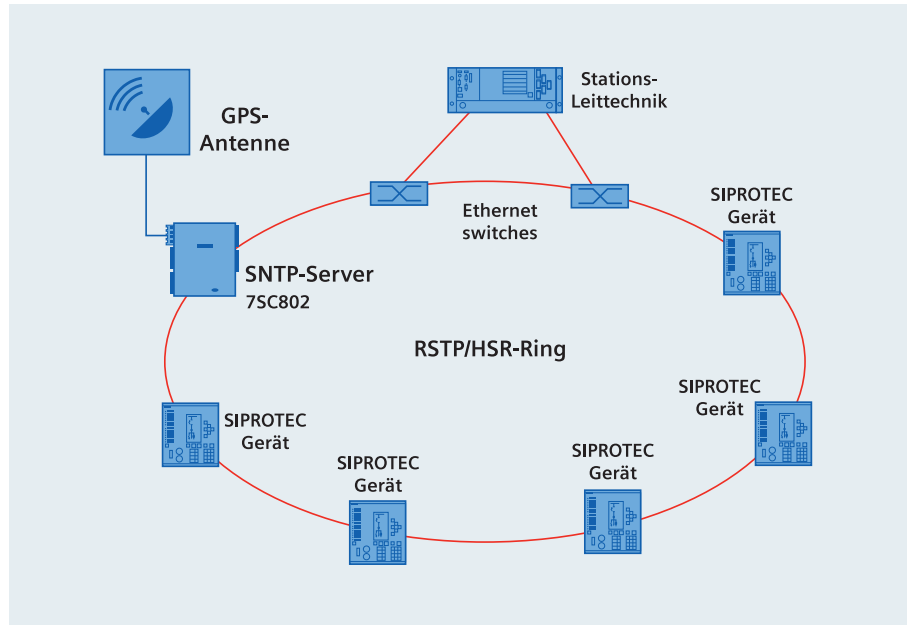 GPS-
Antenne
Stations-
Leittechnik
Ethernet
switches
SIPROTEC
Gerät
SNTP-Server
7SC802
RSTP/HSR-Ring
SIPROTEC
Gerät
SIPROTEC
Gerät
SIPROTEC
Gerät
SIPROTEC
Gerät